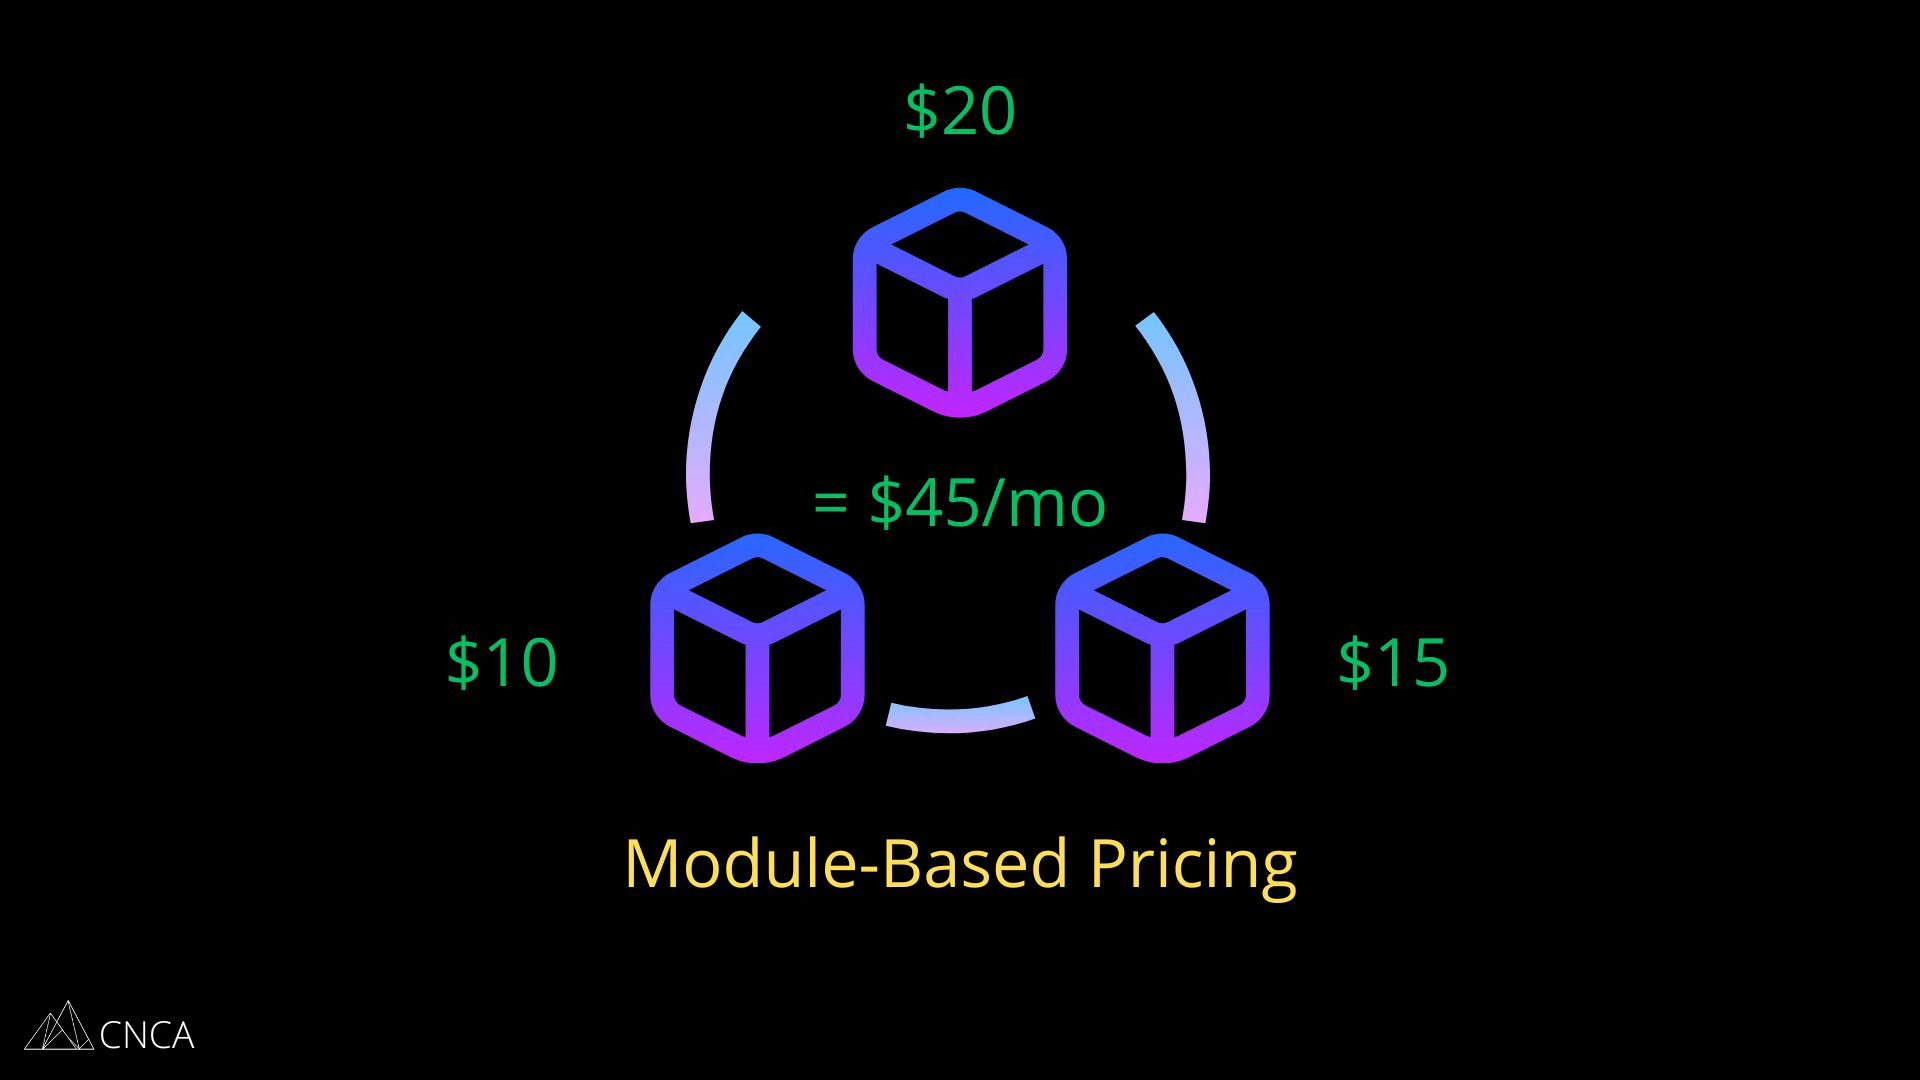 $20
= $45/mo
$10
$15
Module-Based Pricing
CNCA